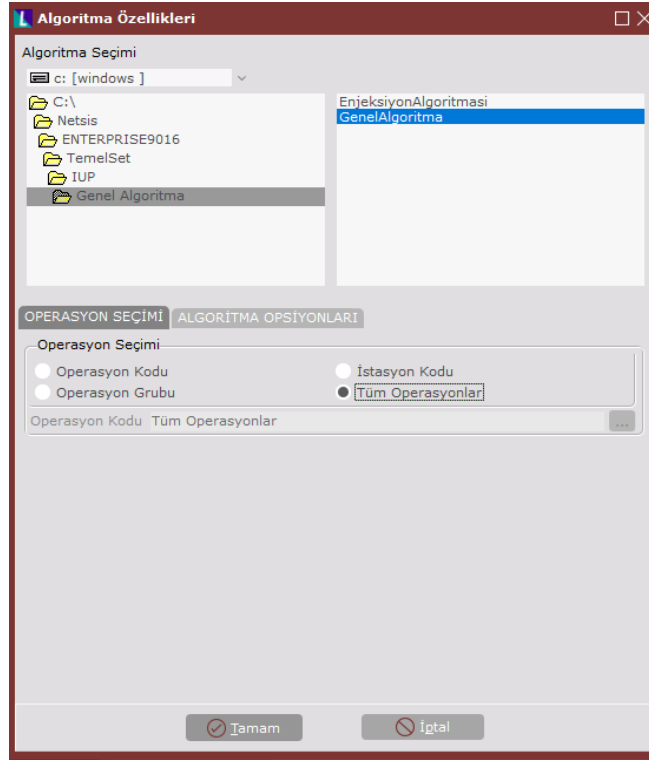 Algoritma Özellikleri
Algoritma Seçimi
c: [windows ]
C:\
Netsis
ENTERPRISE9016
TemelSet
IUP
Genel Algoritma
EnjeksiyonAlgoritmasi
GenelAlgoritma
OPERASYON SEÇİMİ ALGORİTMA OPSİYONLARI
Operasyon Seçimi
Operasyon Kodu İstasyon Kodu
Operasyon Grubu Tüm Operasyonlar
Operasyon Kodu Tüm Operasyonlar ...
Tamam İptal